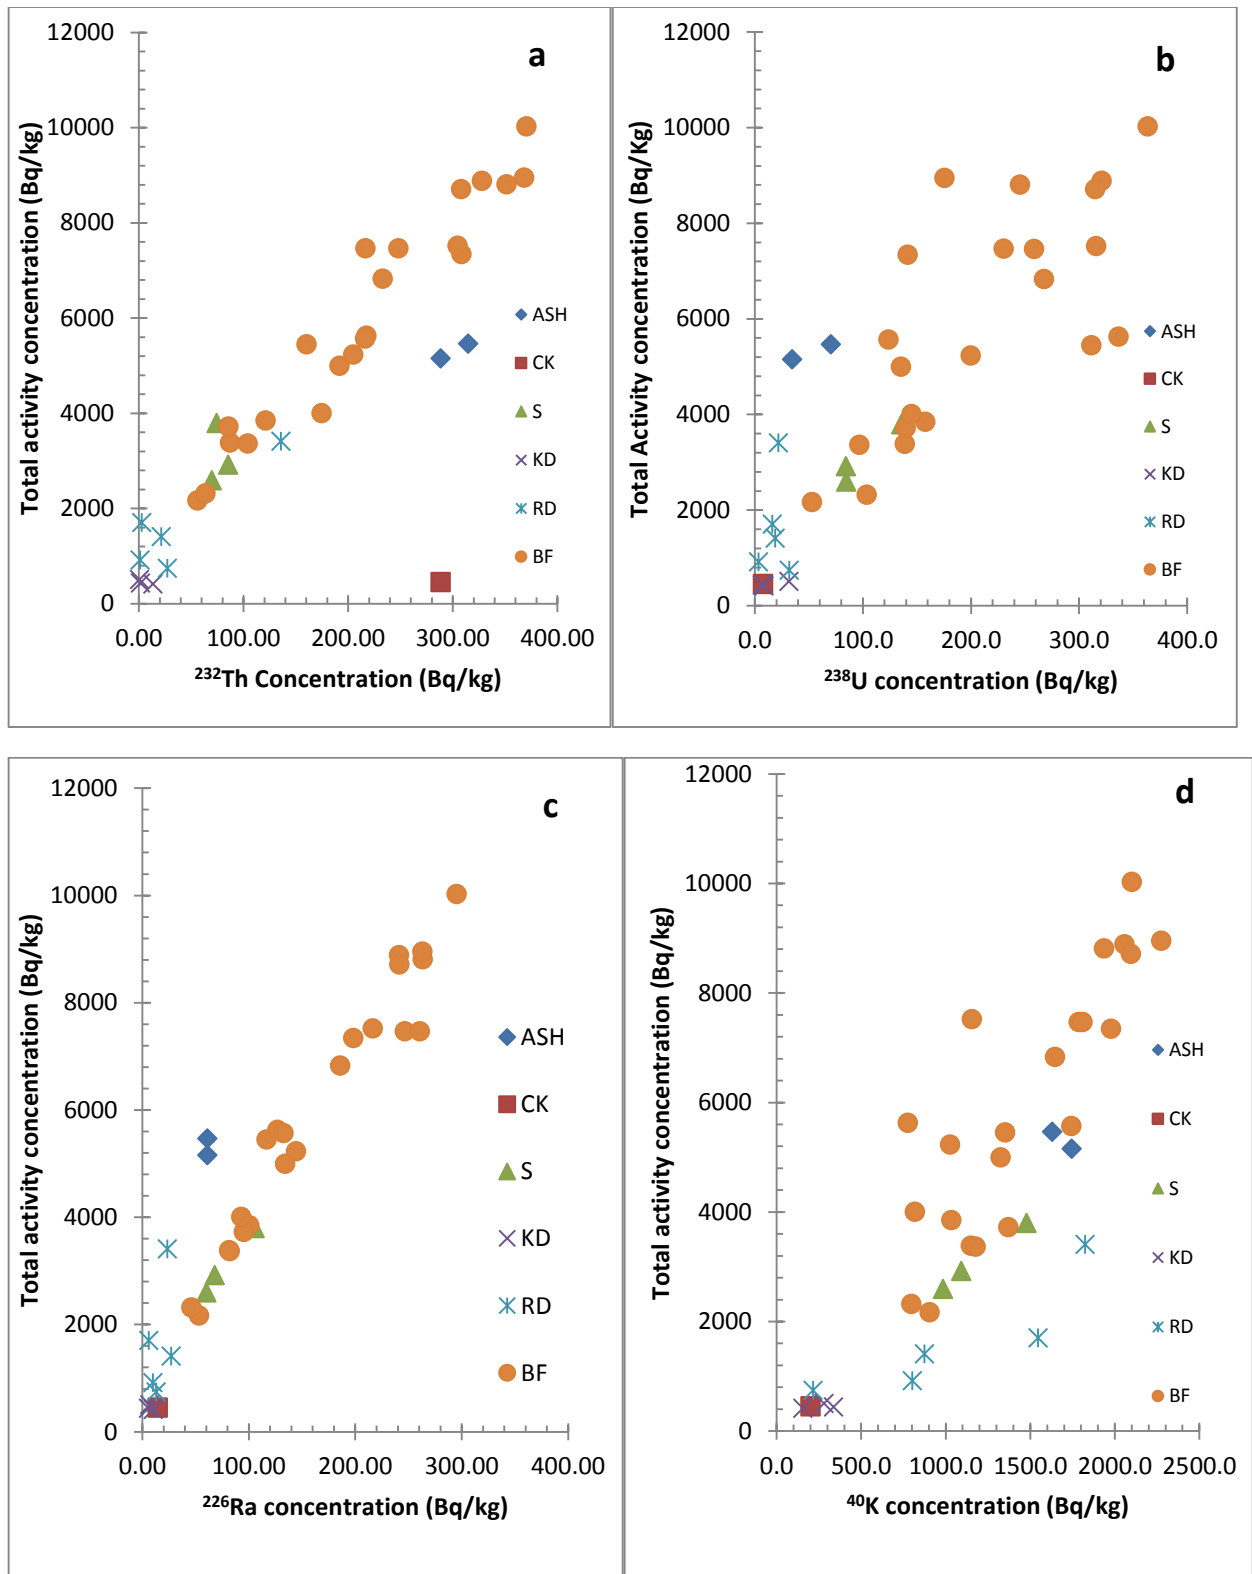 a
12000
10000
8000
6000
4000
2000
0
0.00 100.00 200.00 300.00 400.00
Total activity concentration (Bq/kg)
²³²Th Concentration (Bq/kg)
ASH
CK
S
KD
RD
BF
b
12000
10000
8000
6000
4000
2000
0
0.0 100.0 200.0 300.0 400.0
Total Activity concentration (Bq/Kg)
²³⁸U concentration (Bq/kg)
ASH
CK
S
KD
RD
BF
c
12000
10000
8000
6000
4000
2000
0
0.00 100.00 200.00 300.00 400.00
Total activity concentration (Bq/kg)
²²⁶Ra concentration (Bq/kg)
ASH
CK
S
KD
RD
BF
d
12000
10000
8000
6000
4000
2000
0
0.0 500.0 1000.0 1500.0 2000.0 2500.0
Total activity concentration (Bq/kg)
⁴⁰K concentration (Bq/kg)
ASH
CK
S
KD
RD
BF